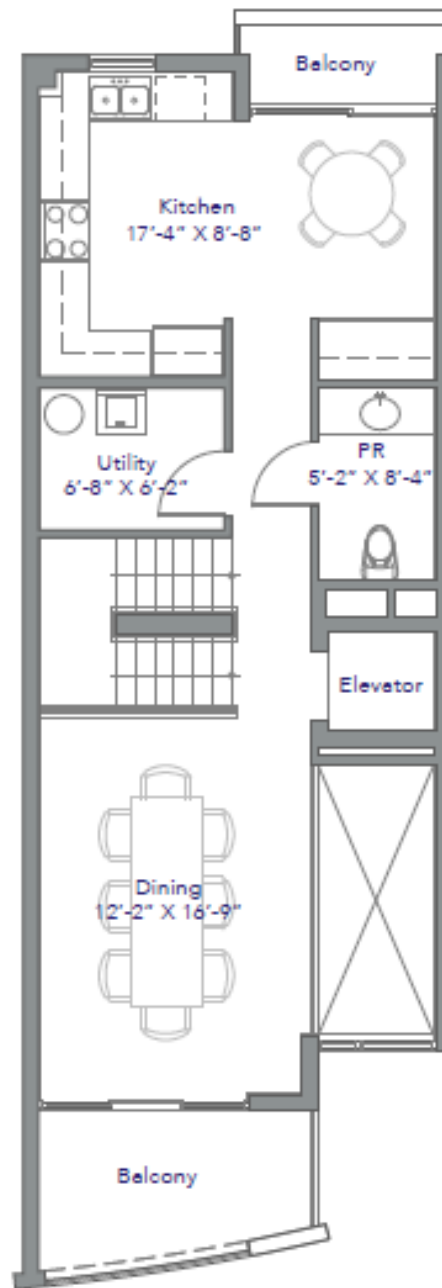 Balcony
Kitchen
17'-4" X 8'-8"
Utility
6'-8" X 6'-2"
PR
5'-2" X 8'-4"
Elevator
Dining
12'-2" X 16'-9"
Balcony